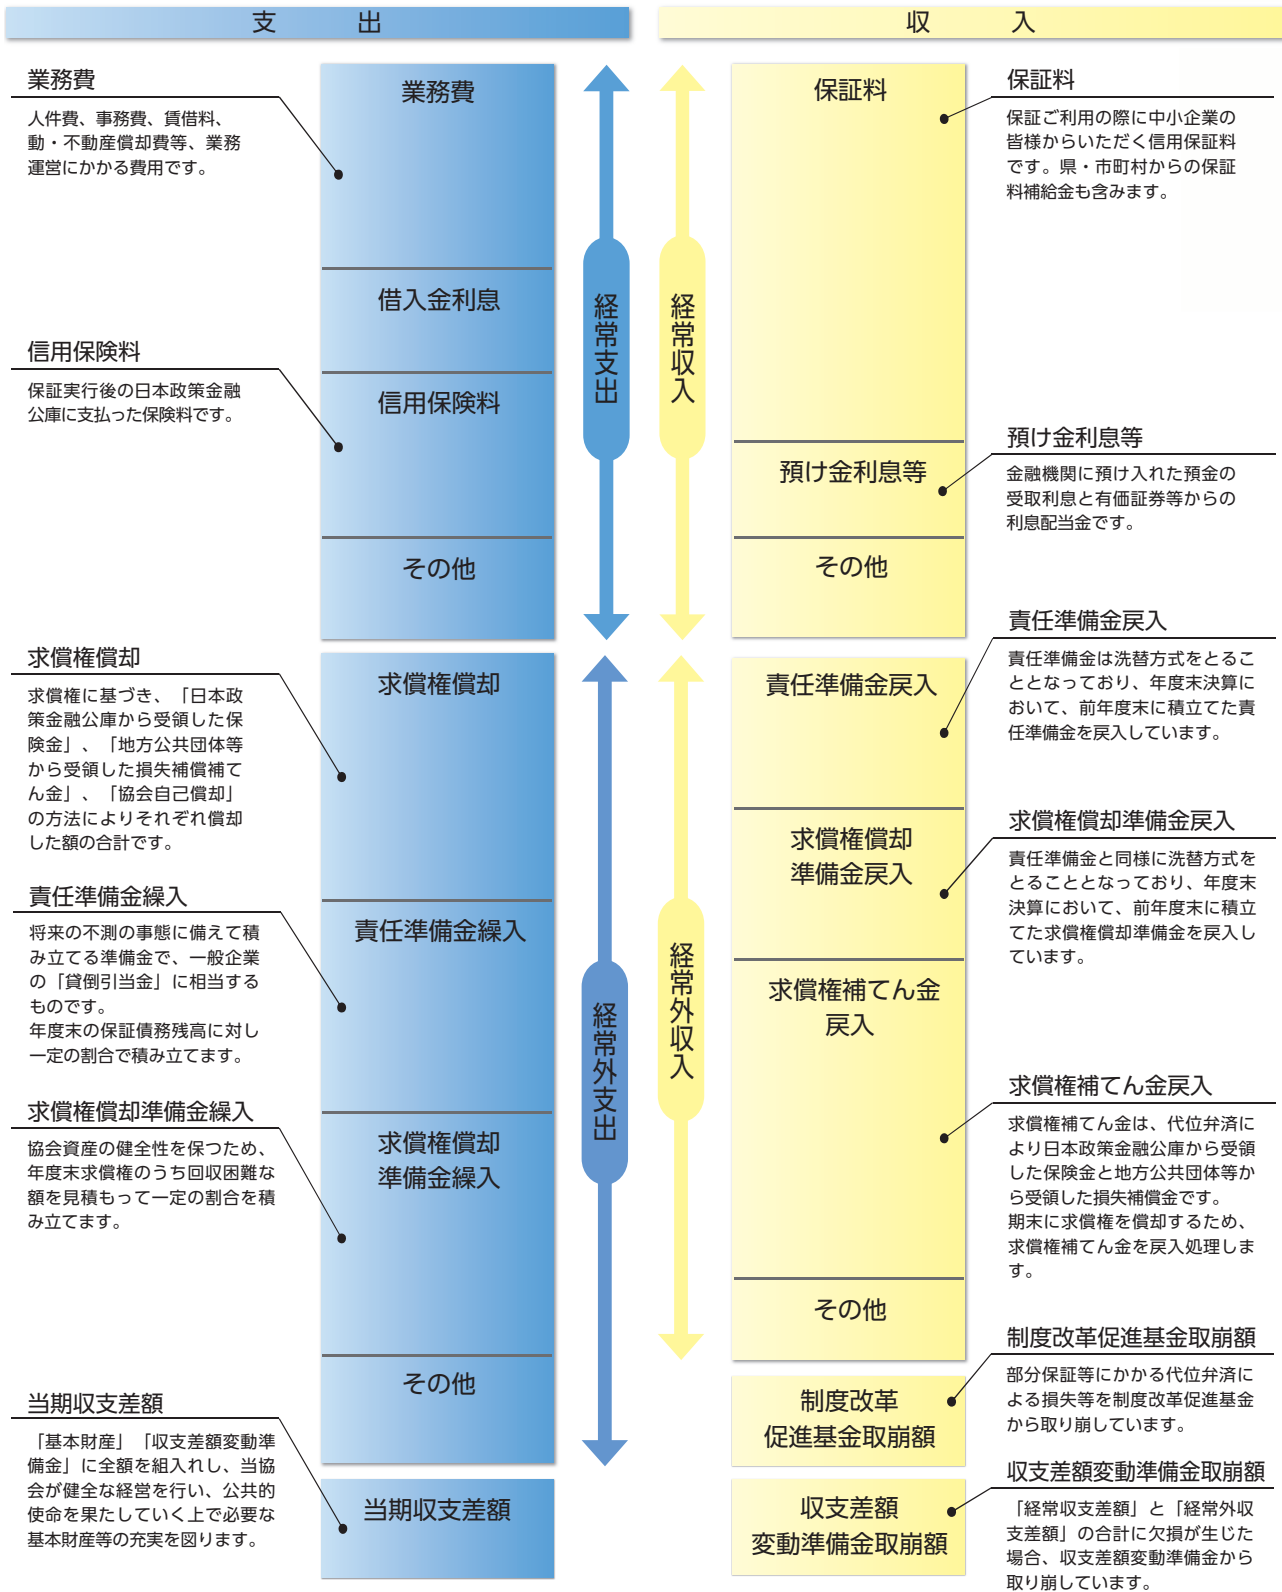 支出
業務費
人件費、事務費、賃借料、
動・不動産償却費等、業務
運営にかかる費用です。
信用保険料
保証実行後の日本政策金融
公庫に支払った保険料です。
求償権償却
求償権に基づき、「日本政
策金融公庫から受領した保
険金」、「地方公共団体等
から受領した損失補償補て
ん金」、「協会自己償却」
の方法によりそれぞれ償却
した額の合計です。
責任準備金繰入
将来の不測の事態に備えて積
み立てる準備金で、一般企業
の「貸倒引当金」に相当する
ものです。
年度末の保証債務残高に対し
一定の割合で積み立てます。
求償権償却準備金繰入
協会資産の健全性を保つため、
年度末求償権のうち回収困難な
額を見積もって一定の割合を積
み立てます。
当期収支差額
「基本財産」「収支差額変動準
備金」に全額を組入れし、当協
会が健全な経営を行い、公共的
使命を果たしていく上で必要な
基本財産等の充実を図ります。
業務費
借入金利息
信用保険料
その他
求償権償却
責任準備金繰入
求償権償却
準備金繰入
その他
当期収支差額
経常支出
経常外支出
収入
経常収入
経常外収入
保証料
預け金利息等
その他
責任準備金戻入
求償権償却
準備金戻入
求償権補てん金
戻入
その他
制度改革
促進基金取崩額
収支差額
変動準備金取崩額
保証料
保証ご利用の際に中小企業の
皆様からいただく信用保証料
です。県・市町村からの保証
料補給金も含みます。
預け金利息等
金融機関に預け入れた預金の
受取利息と有価証券等からの
利息配当金です。
責任準備金戻入
責任準備金は洗替方式をとるこ
ととなっており、年度末決算に
おいて、前年度末に積立てた責
任準備金を戻入しています。
求償権償却準備金戻入
責任準備金と同様に洗替方式を
とることとなっており、年度末
決算において、前年度末に積立
てた求償権償却準備金を戻入し
ています。
求償権補てん金戻入
求償権補てん金は、代位弁済に
より日本政策金融公庫から受領
した保険金と地方公共団体等か
ら受領した損失補償金です。
期末に求償権を償却するため、
求償権補てん金を戻入処理しま
す。
制度改革促進基金取崩額
部分保証等にかかる代位弁済に
よる損失等を制度改革促進基金
から取り崩しています。
収支差額変動準備金取崩額
「経常収支差額」と「経常外収
支差額」の合計に欠損が生じた
場合、収支差額変動準備金から
取り崩しています。